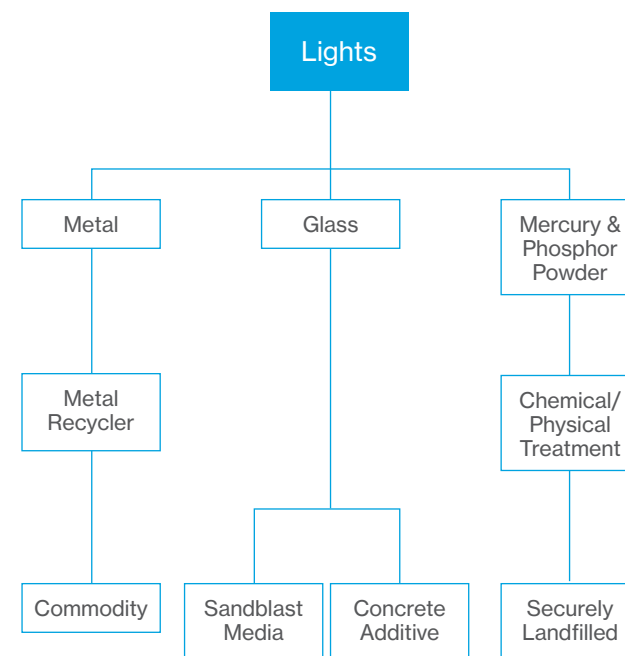 Lights
Metal
Glass
Mercury &
Phosphor
Powder
Metal
Recycler
Chemical/
Physical
Treatment
Commodity
Sandblast
Media
Concrete
Additive
Securely
Landfilled